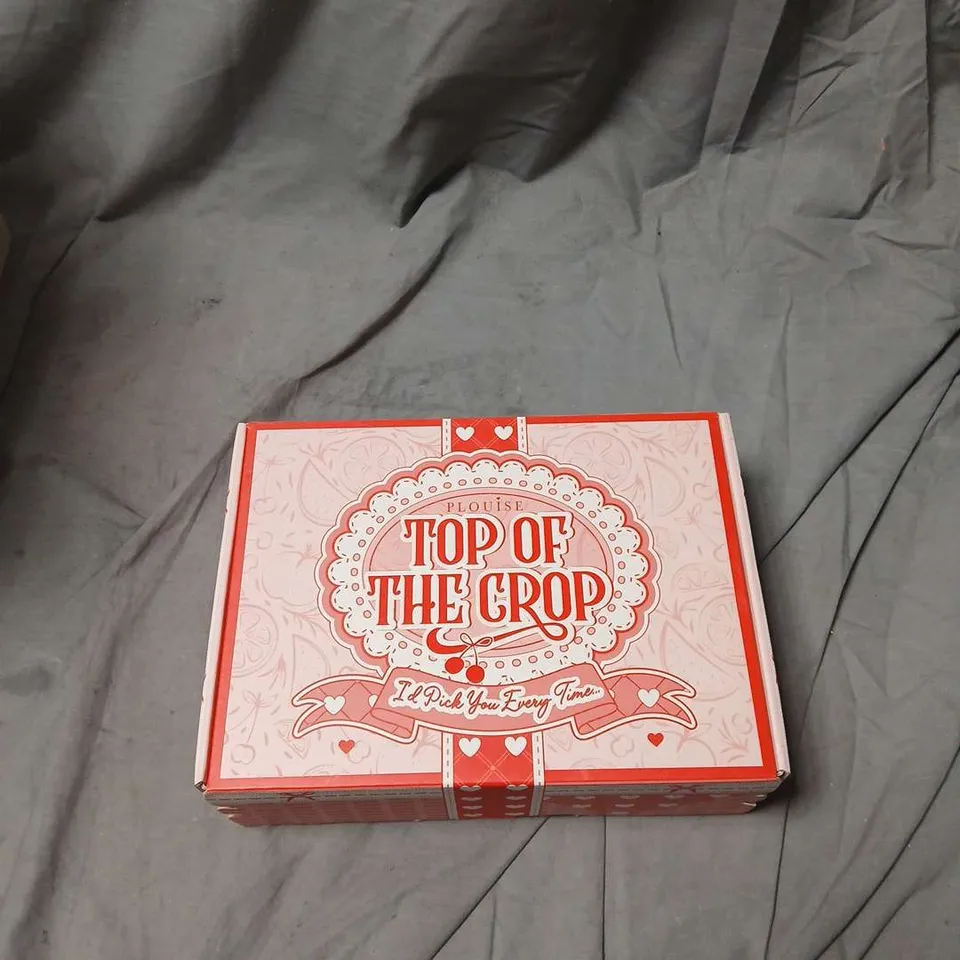 PLOUISE
TOP OF
THE CROP
I'd Pick You Every Time...